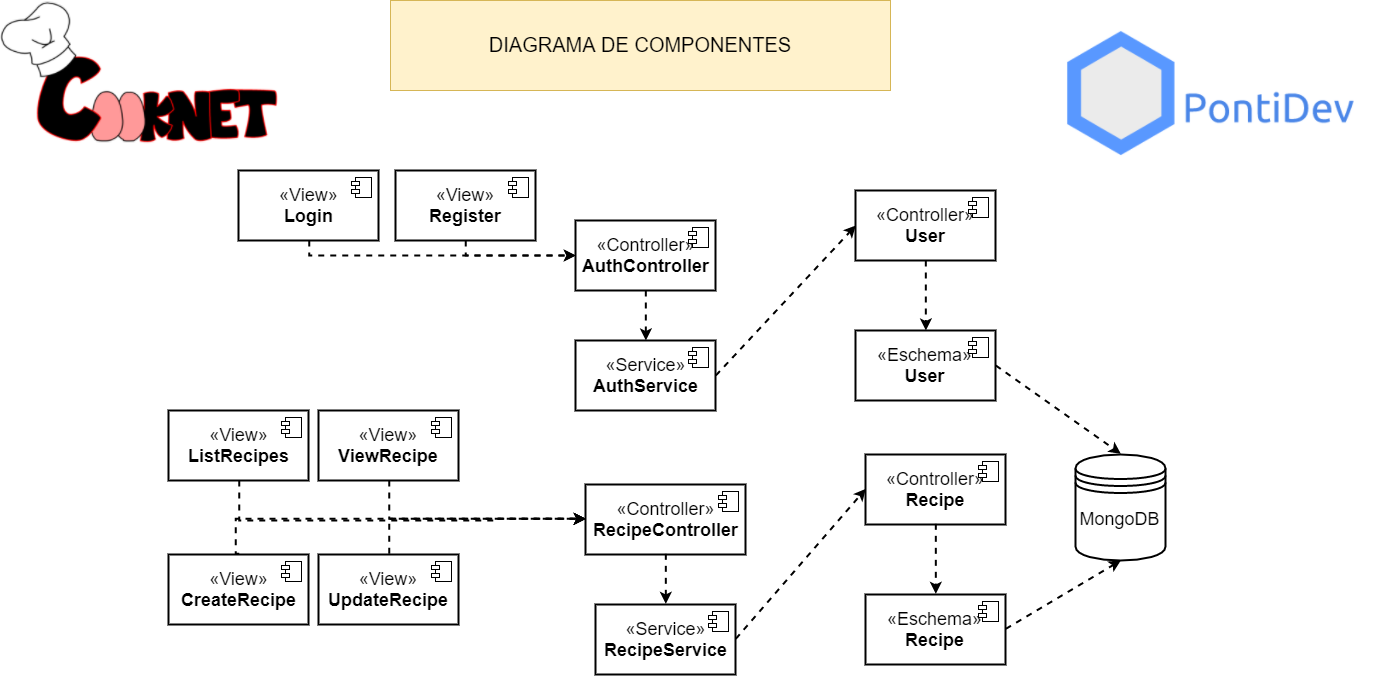 COOKNET
DIAGRAMA DE COMPONENTES
PontiDev
«View»
Login
«View»
Register
«Controller»
AuthController
«Controller»
User
«Service»
AuthService
«Eschema»
User
«View»
ListRecipes
«View»
ViewRecipe
«Controller»
RecipeController
«Controller»
Recipe
MongoDB
«View»
CreateRecipe
«View»
UpdateRecipe
«Service»
RecipeService
«Eschema»
Recipe